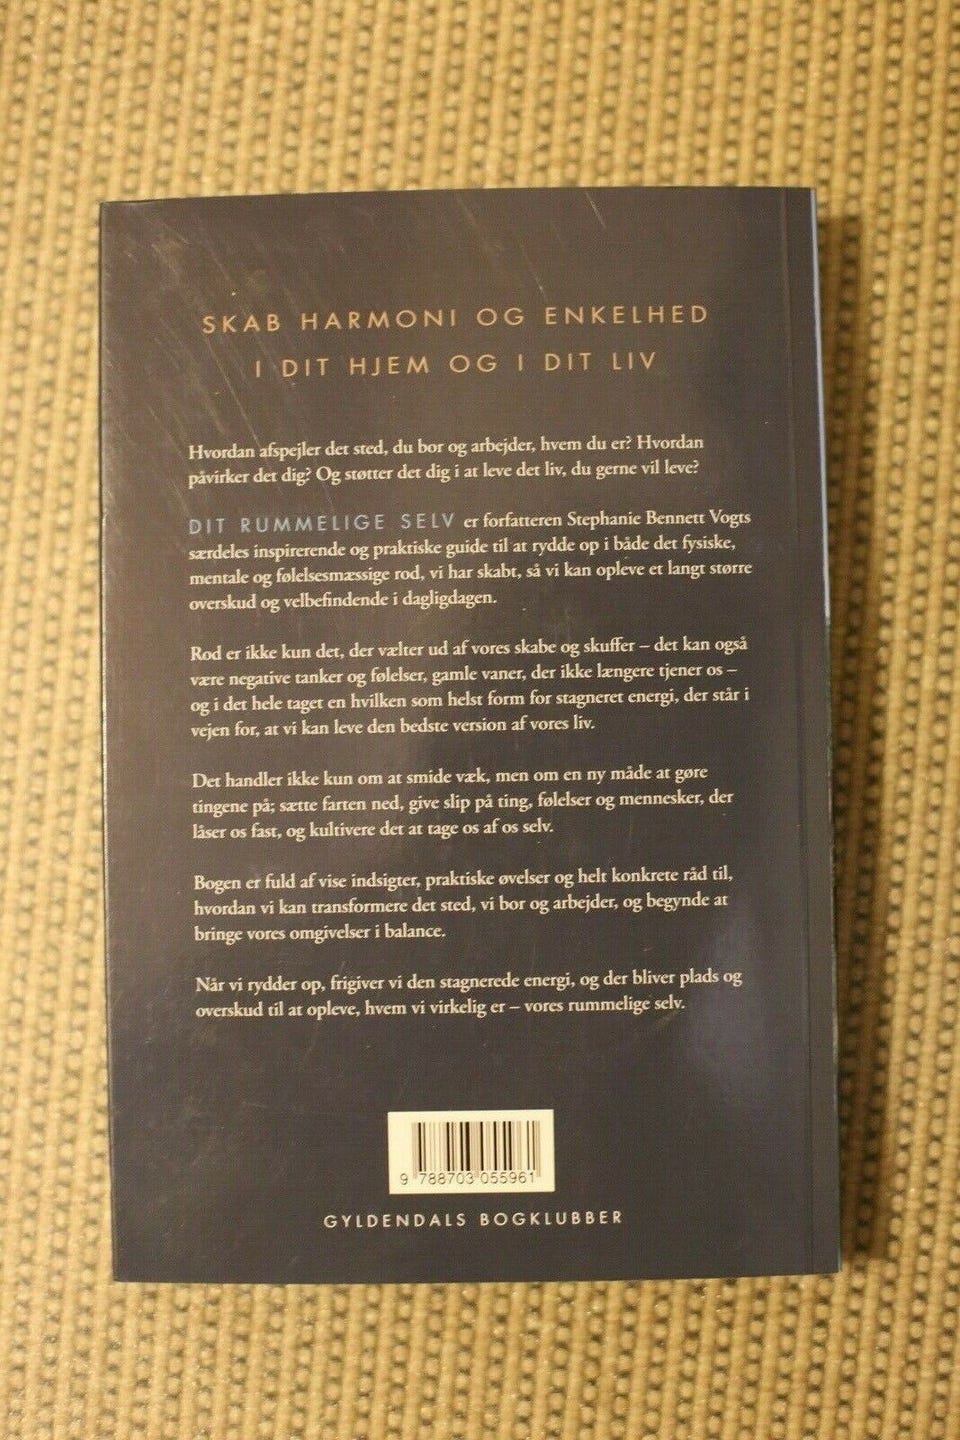 SKAB HARMONI OG ENKELHED
I DIT HJEM OG I DIT LIV
Hvordan afspejler det sted, du bor og arbejder, hvem du er? Hvordan
påvirker det dig? Og støtter det dig i at leve det liv, du gerne vil leve?
DIT RUMMELIGE SELV er forfatteren Stephanie Bennett Vogts
særdeles inspirerende og praktiske guide til at rydde op i både det fysiske,
mentale og følelsesmæssige rod, vi har skabt, så vi kan opleve et langt større
overskud og velbefindende i dagligdagen.
Rod er ikke kun det, der vælter ud af vores skabe og skuffer – det kan også
være negative tanker og følelser, gamle vaner, der ikke længere tjener os –
og i det hele taget en hvilken som helst form for stagneret energi, der står i
vejen for, at vi kan leve den bedste version af vores liv.
Det handler ikke kun om at smide væk, men om en ny måde at gøre
tingene på; sætte farten ned, give slip på ting, følelser og mennesker, der
låser os fast, og kultivere det at tage os af os selv.
Bogen er fuld af vise indsigter, praktiske øvelser og helt konkrete råd til,
hvordan vi kan transformere det sted, vi bor og arbejder, og begynde at
bringe vores omgivelser i balance.
Når vi rydder op, frigiver vi den stagnerede energi, og der bliver plads og
overskud til at opleve, hvem vi virkelig er – vores rummelige selv.
9 788703 055961
GYLDENDALS BOGKLUBBER